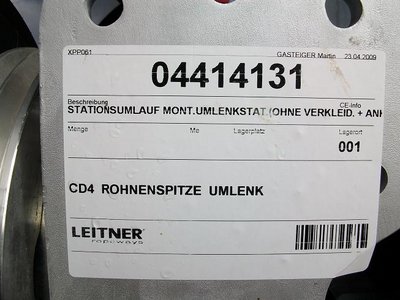 XPP061 GASTEIGER Martin 23.04.2009
04414131
Beschreibung CE-Info
STATIONSUMLAUF MONT.UMLENKSTAT.(OHNE VERKLEID. + ANK
Menge Me Lagerplatz Lagerort
001
CD4 ROHNENSPITZE UMLENK
LEITNER
ropeways